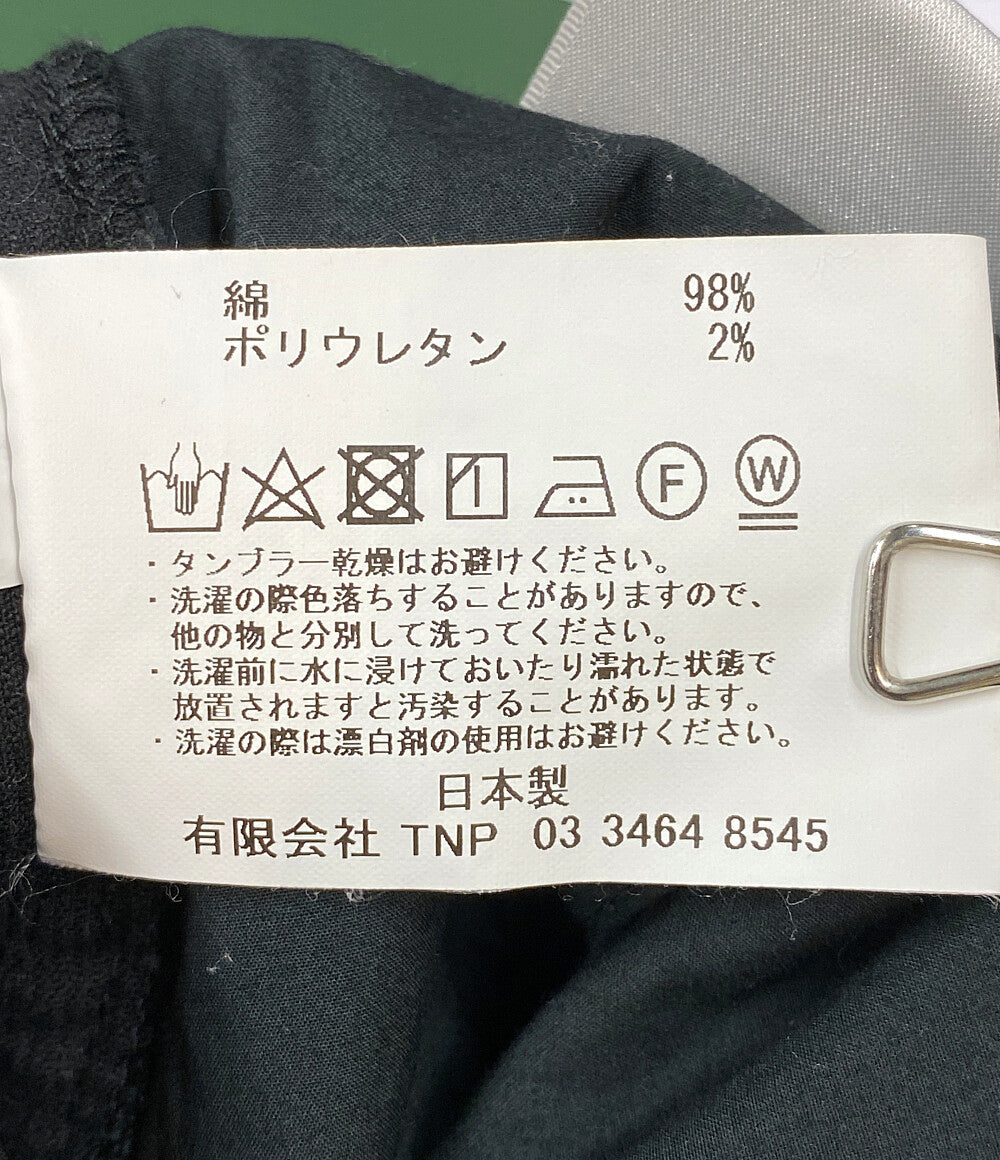 綿 98%
ポリウレタン 2%
F W
・タンブラー乾燥はお避けください。
・洗濯の際色落ちすることがありますので、
他の物と分別して洗ってください。
・洗濯前に水に浸けておいたり濡れた状態で
放置されますと汚染することがあります。
・洗濯の際は漂白剤の使用はお避けください。
日本製
有限会社 TNP 03 3464 8545